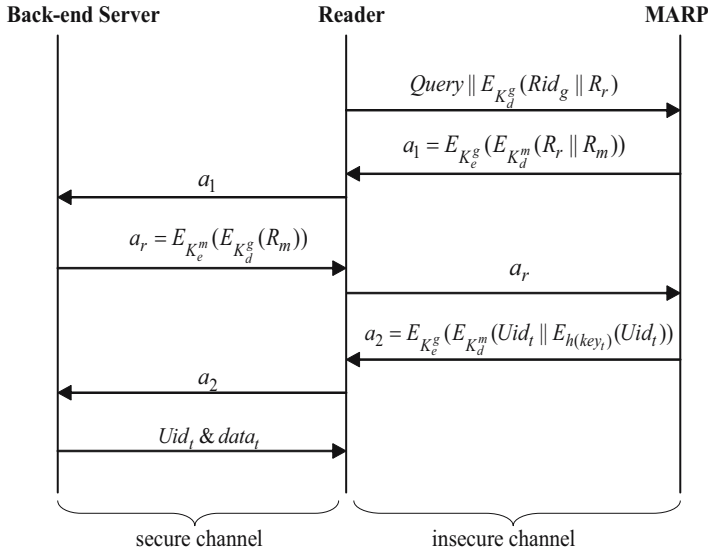 Back-end Server Reader MARP
Query || E_{K_d^g}(Rid_g || R_r)
a_1 = E_{K_e^g}(E_{K_d^m}(R_r || R_m))
a_1
a_r = E_{K_e^m}(E_{K_d^g}(R_m))
a_r
a_2 = E_{K_e^g}(E_{K_d^m}(Uid_t || E_{h(key_t)}(Uid_t))
a_2
Uid_t & data_t
secure channel insecure channel